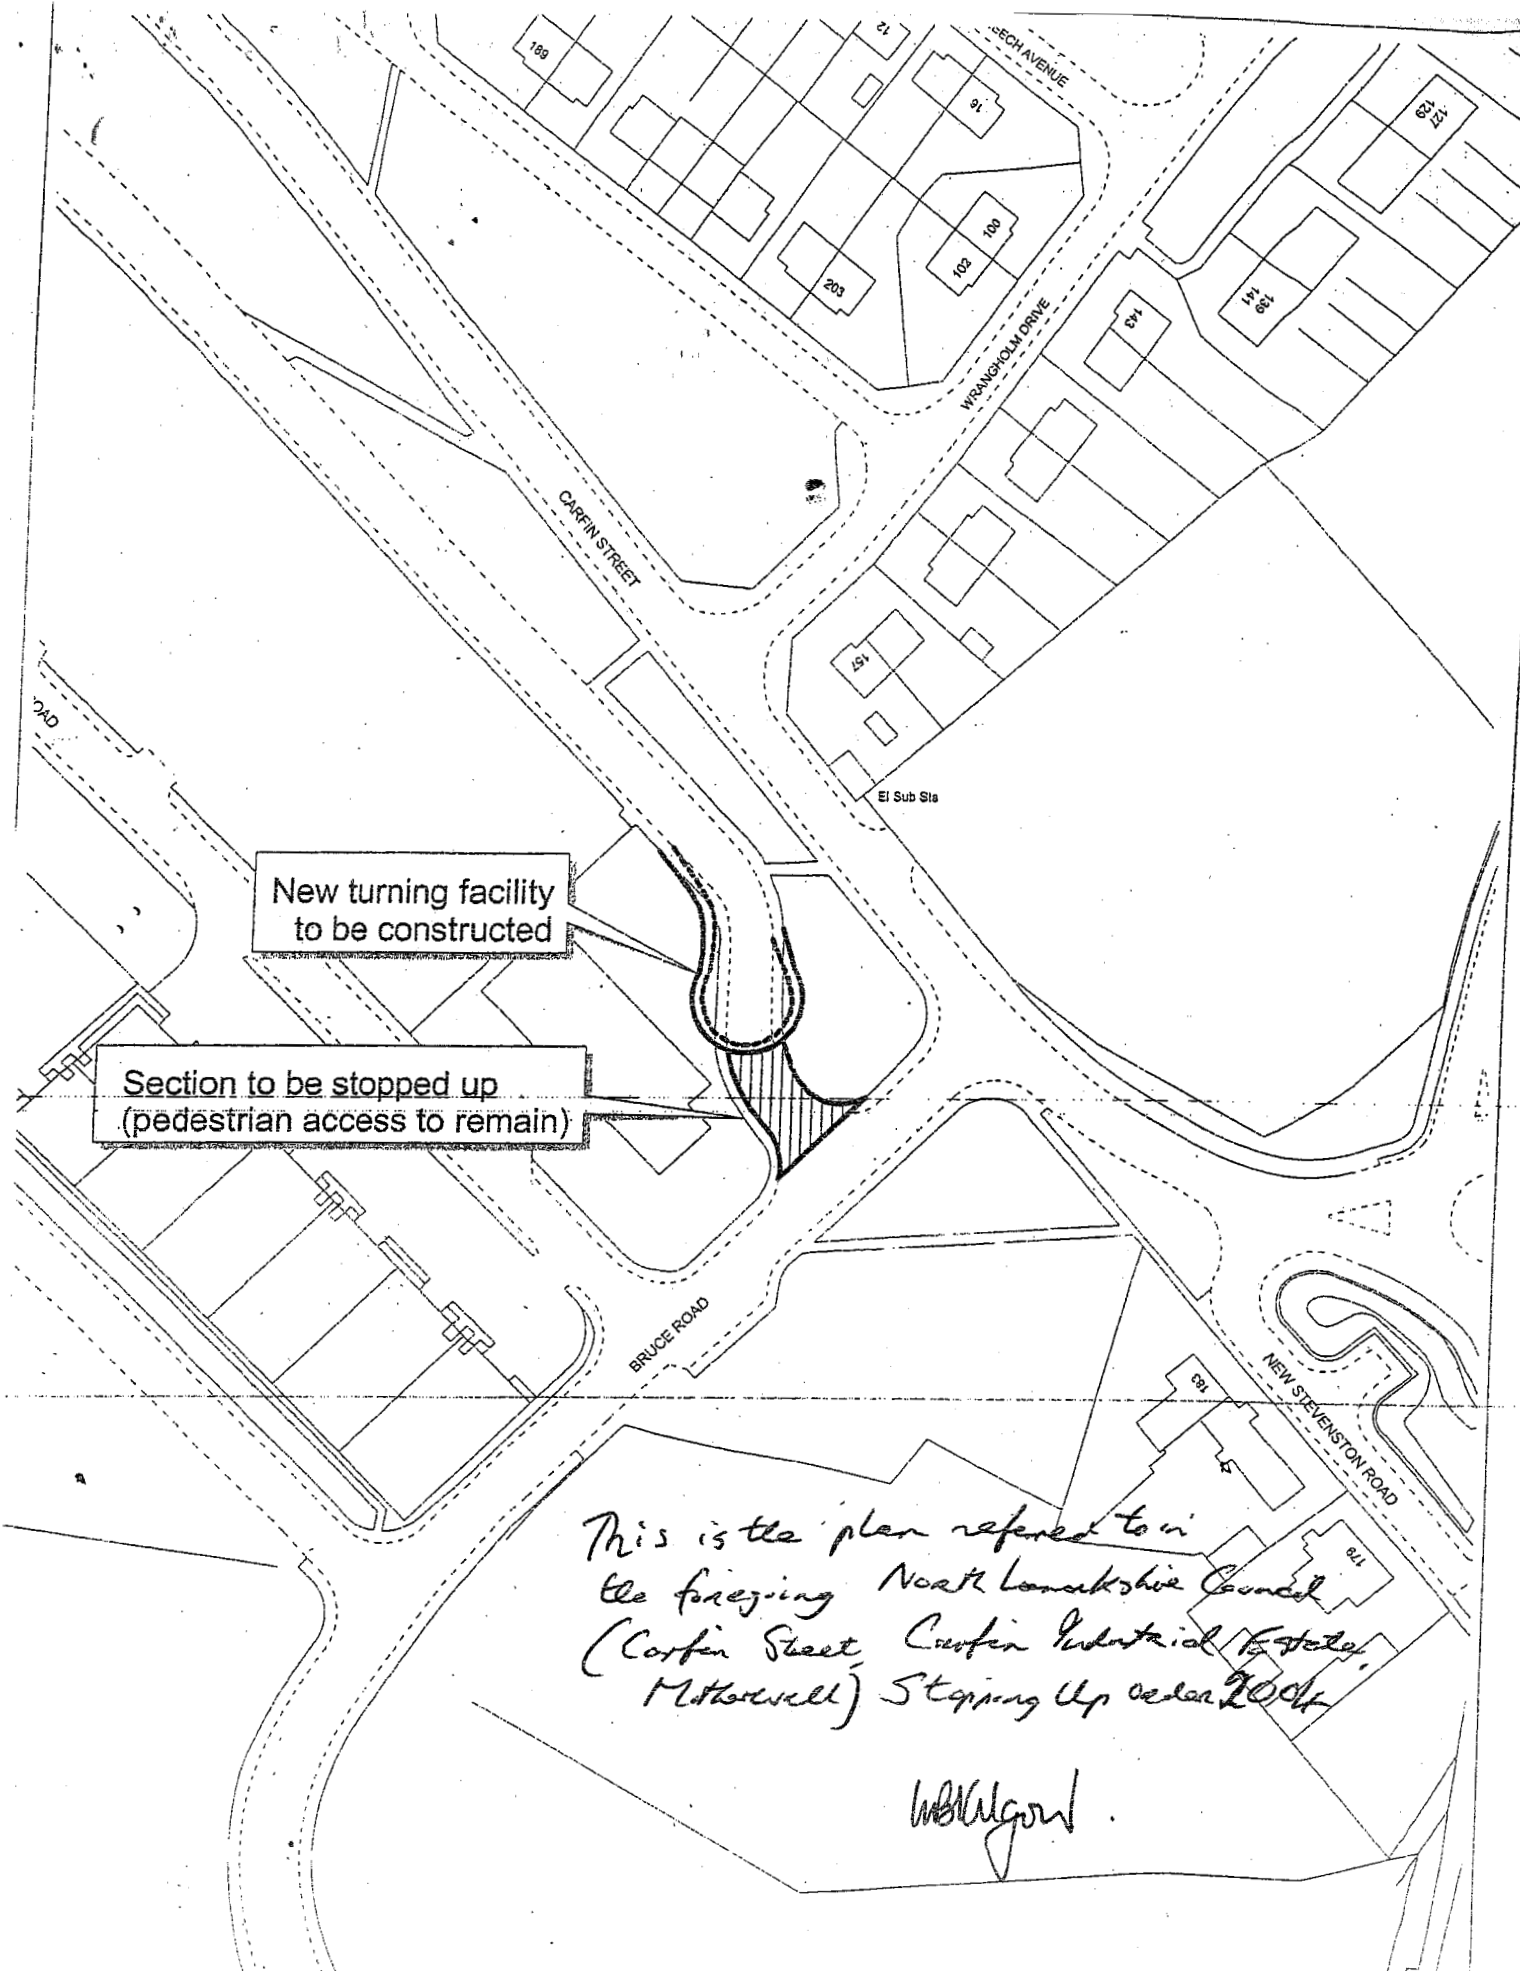 189
12
BEECH AVENUE
16
127
129
100
102
203
WRANGHOLM DRIVE
143
139
141
CARFIN STREET
157
OAD
El Sub Sta
New turning facility
to be constructed
Section to be stopped up
(pedestrian access to remain)
BRUCE ROAD
183
NEW STEVENSTON ROAD
179
This is the plan referred to in
the foregoing North Lanarkshire Council
(Carfin Street, Carfin Industrial Estate,
Motherwell) Stopping Up Order 2004